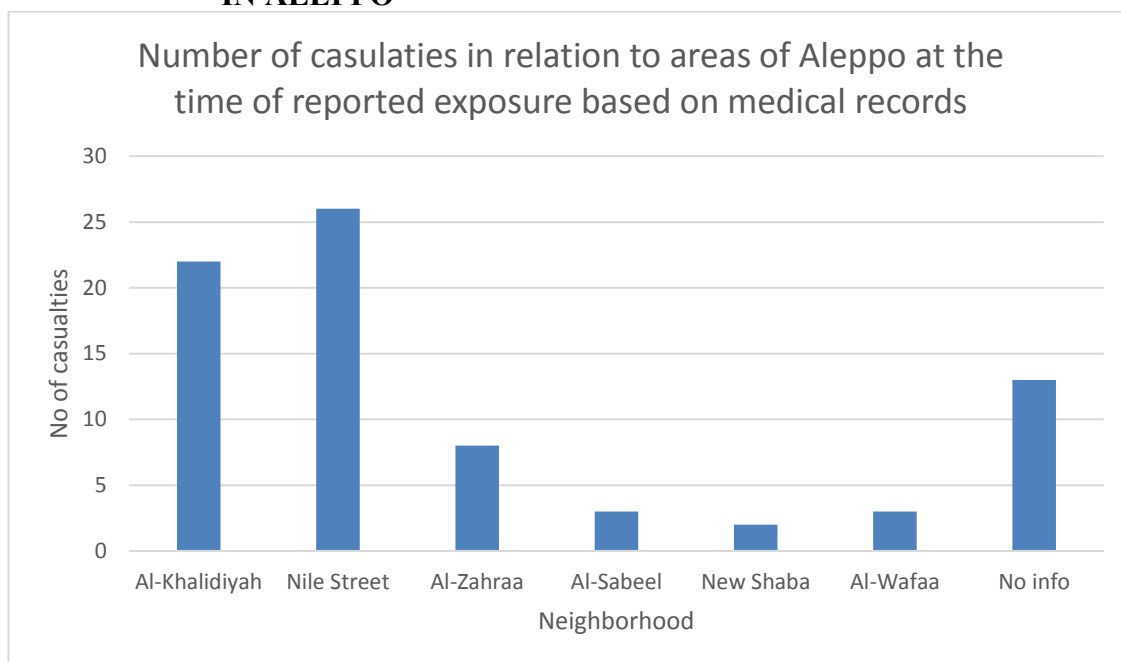 IN ALEPPO
Number of casulaties in relation to areas of Aleppo at the
time of reported exposure based on medical records
30
25
20
15
10
5
0
No of casualties
Al-Khalidiyah Nile Street Al-Zahraa Al-Sabeel New Shaba Al-Wafaa No info
Neighborhood